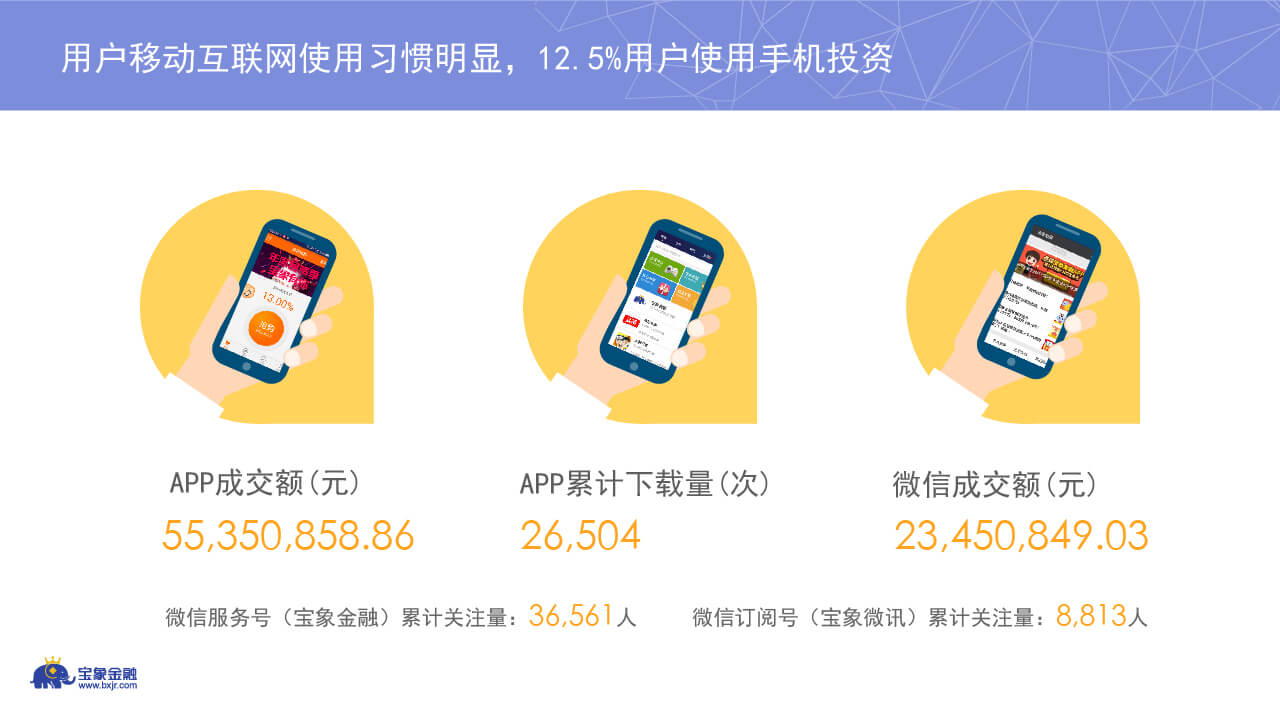 用户移动互联网使用习惯明显，12.5%用户使用手机投资
13.00%
抢购
APP成交额(元)
55,350,858.86
APP累计下载量(次)
26,504
微信成交额(元)
23,450,849.03
微信服务号（宝象金融）累计关注量：36,561人
微信订阅号（宝象微讯）累计关注量：8,813人
宝象金融
www.bxjr.com